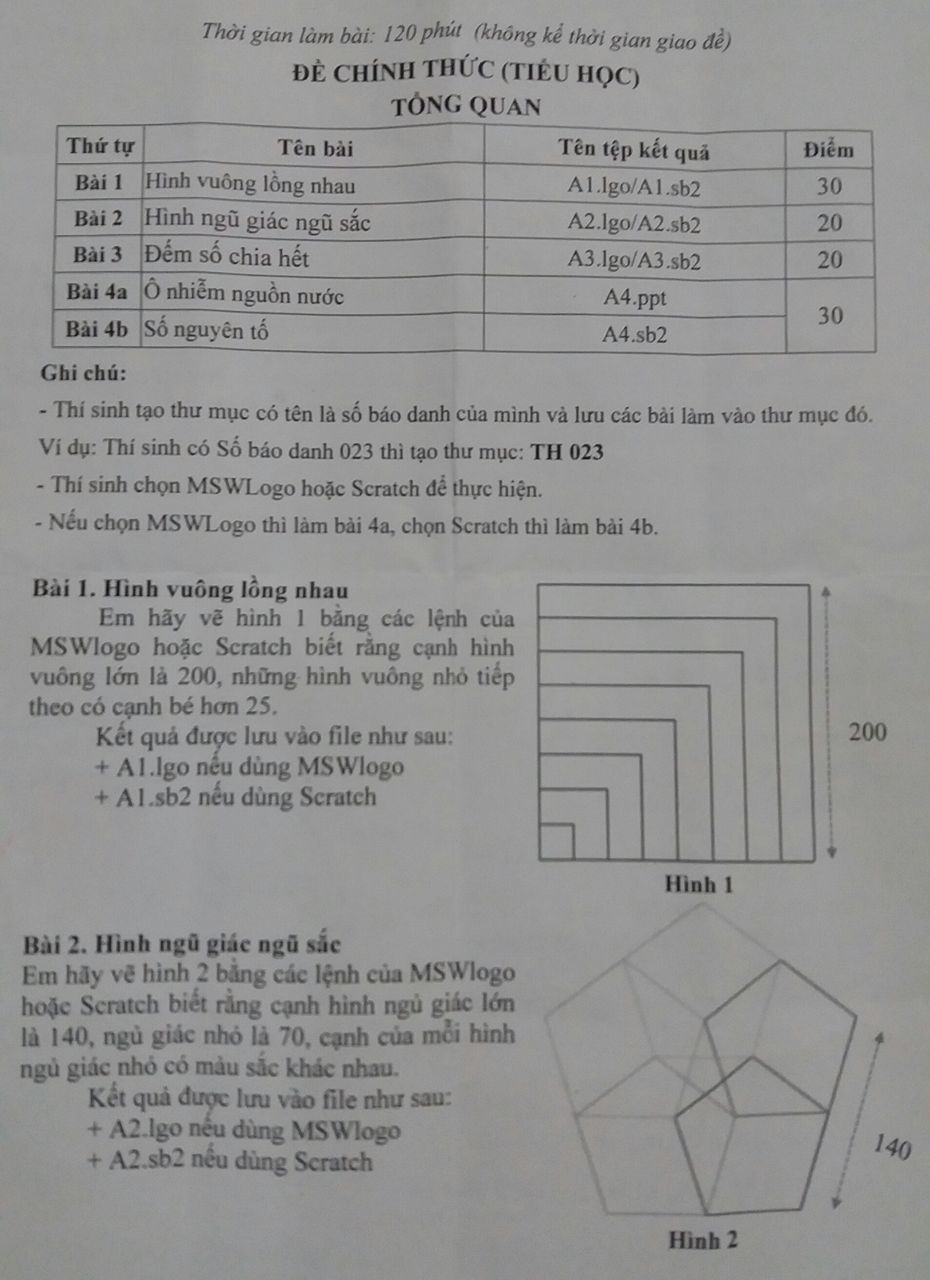 Thời gian làm bài: 120 phút (không kể thời gian giao đề)
ĐỀ CHÍNH THỨC (TIỂU HỌC)
TỔNG QUAN
Thứ tự Tên bài Tên tệp kết quả Điểm
Bài 1 Hình vuông lồng nhau A1.lgo/A1.sb2 30
Bài 2 Hình ngũ giác ngũ sắc A2.lgo/A2.sb2 20
Bài 3 Đếm số chia hết A3.lgo/A3.sb2 20
Bài 4a Ô nhiễm nguồn nước A4.ppt 30
Bài 4b Số nguyên tố A4.sb2
Ghi chú:
- Thí sinh tạo thư mục có tên là số báo danh của mình và lưu các bài làm vào thư mục đó.
Ví dụ: Thí sinh có Số báo danh 023 thì tạo thư mục: TH 023
- Thí sinh chọn MSWLogo hoặc Scratch để thực hiện.
- Nếu chọn MSWLogo thì làm bài 4a, chọn Scratch thì làm bài 4b.
Bài 1. Hình vuông lồng nhau
Em hãy vẽ hình 1 bằng các lệnh của
MSWlogo hoặc Scratch biết rằng cạnh hình
vuông lớn là 200, những hình vuông nhỏ tiếp
theo có cạnh bé hơn 25.
Kết quả được lưu vào file như sau:
+ A1.lgo nếu dùng MSWlogo
+ A1.sb2 nếu dùng Scratch
200
Hình 1
Bài 2. Hình ngũ giác ngũ sắc
Em hãy vẽ hình 2 bằng các lệnh của MSWlogo
hoặc Scratch biết rằng cạnh hình ngũ giác lớn
là 140, ngũ giác nhỏ là 70, cạnh của mỗi hình
ngũ giác nhỏ có màu sắc khác nhau.
Kết quả được lưu vào file như sau:
+ A2.lgo nếu dùng MSWlogo
+ A2.sb2 nếu dùng Scratch
140
Hình 2